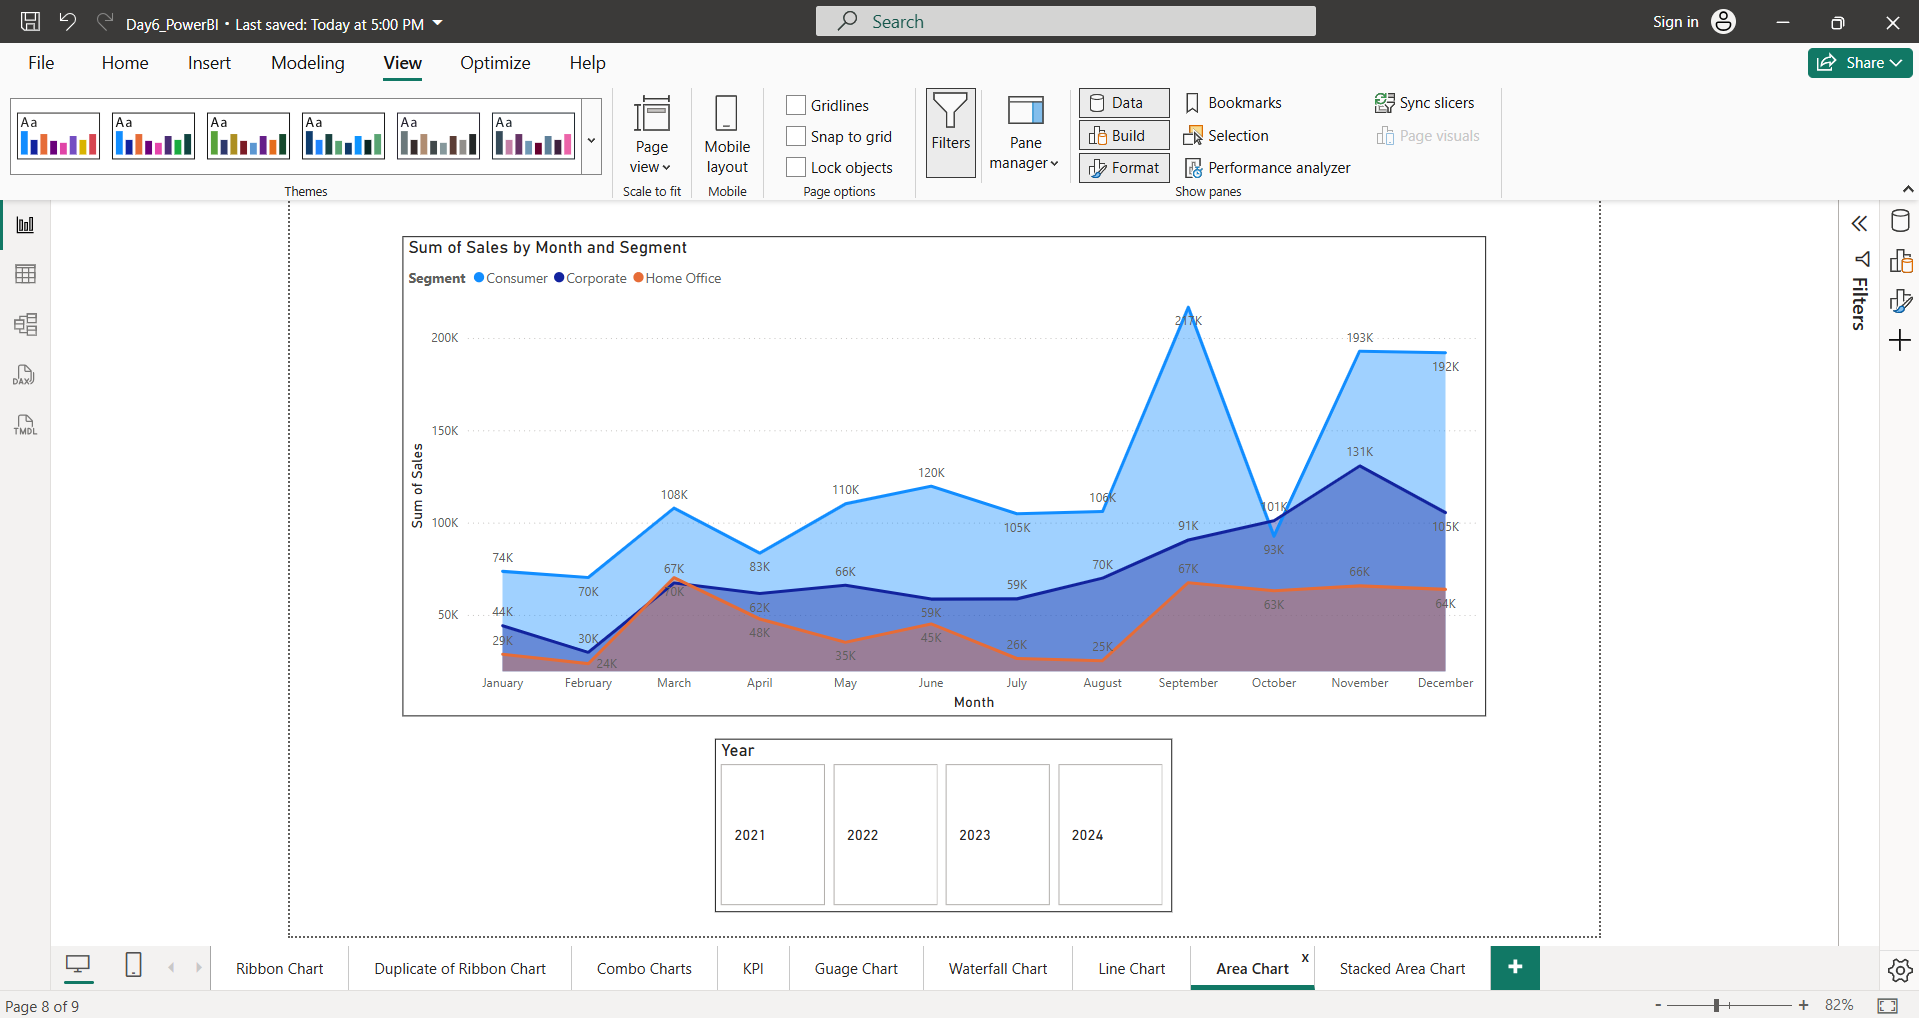 Day6_PowerBI • Last saved: Today at 5:00 PM
Search
Sign in
File Home Insert Modeling View Optimize Help
Share
Aa Aa Aa Aa Aa Aa
Themes
Page view
Scale to fit
Mobile layout
Mobile
Gridlines
Snap to grid
Lock objects
Page options
Filters
Pane manager
Data
Build
Format
Bookmarks
Selection
Performance analyzer
Sync slicers
Page visuals
Show panes
DAX
TMDL
Sum of Sales by Month and Segment
Segment Consumer Corporate Home Office
Sum of Sales
200K
150K
100K
50K
74K 70K 108K 83K 110K 120K 105K 106K 217K 93K 193K 192K
44K 30K 67K 62K 66K 59K 59K 70K 91K 101K 131K 105K
29K 24K 70K 48K 35K 45K 26K 25K 67K 63K 66K 64K
January February March April May June July August September October November December
Month
Year
2021 2022 2023 2024
Filters
Ribbon Chart Duplicate of Ribbon Chart Combo Charts KPI Guage Chart Waterfall Chart Line Chart Area Chart x Stacked Area Chart +
Page 8 of 9
- + 82%